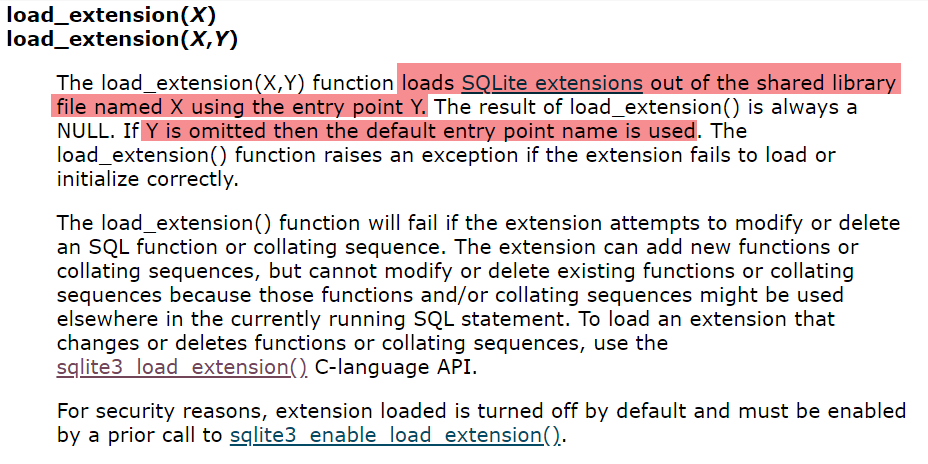 load_extension(X)
load_extension(X,Y)
The load_extension(X,Y) function loads SQLite extensions out of the shared library
file named X using the entry point Y. The result of load_extension() is always a
NULL. If Y is omitted then the default entry point name is used. The
load_extension() function raises an exception if the extension fails to load or
initialize correctly.
The load_extension() function will fail if the extension attempts to modify or delete
an SQL function or collating sequence. The extension can add new functions or
collating sequences, but cannot modify or delete existing functions or collating
sequences because those functions and/or collating sequences might be used
elsewhere in the currently running SQL statement. To load an extension that
changes or deletes functions or collating sequences, use the
sqlite3_load_extension() C-language API.
For security reasons, extension loaded is turned off by default and must be enabled
by a prior call to sqlite3_enable_load_extension().